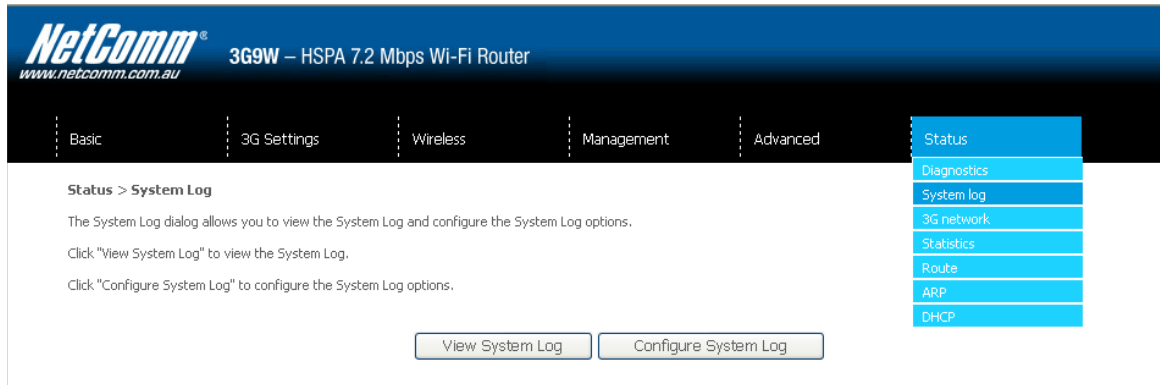 NetComm®
www.netcomm.com.au
3G9W – HSPA 7.2 Mbps Wi-Fi Router
Basic
3G Settings
Wireless
Management
Advanced
Status
Diagnostics
System log
3G network
Statistics
Route
ARP
DHCP
Status > System Log
The System Log dialog allows you to view the System Log and configure the System Log options.
Click "View System Log" to view the System Log.
Click "Configure System Log" to configure the System Log options.
View System Log
Configure System Log